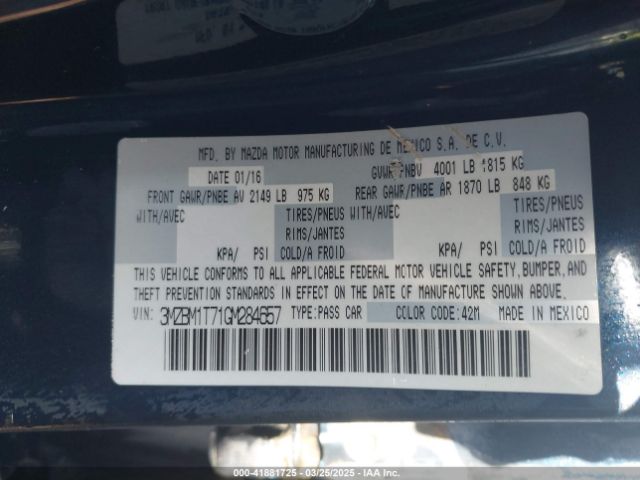 MFD. BY MAZDA MOTOR MANUFACTURING DE MEXICO S.A. DE C.V.
DATE 01/16 GVWR/PNBV 4001 LB 1815 KG
FRONT GAWR/PNBE AV 2149 LB 975 KG REAR GAWR/PNBE AR 1870 LB 848 KG
WITH/AVEC TIRES/PNEUS WITH/AVEC TIRES/PNEUS
RIMS/JANTES RIMS/JANTES
KPA/ PSI COLD/A FROID KPA/ PSI COLD/A FROID
THIS VEHICLE CONFORMS TO ALL APPLICABLE FEDERAL MOTOR VEHICLE SAFETY, BUMPER, AND
THEFT PREVENTION STANDARDS IN EFFECT ON THE DATE OF MANUFACTURE SHOWN ABOVE.
VIN: 3MZBM1T71GM284657 TYPE:PASS CAR COLOR CODE:42M MADE IN MEXICO
000-41881725 - 03/25/2025 - IAA Inc.